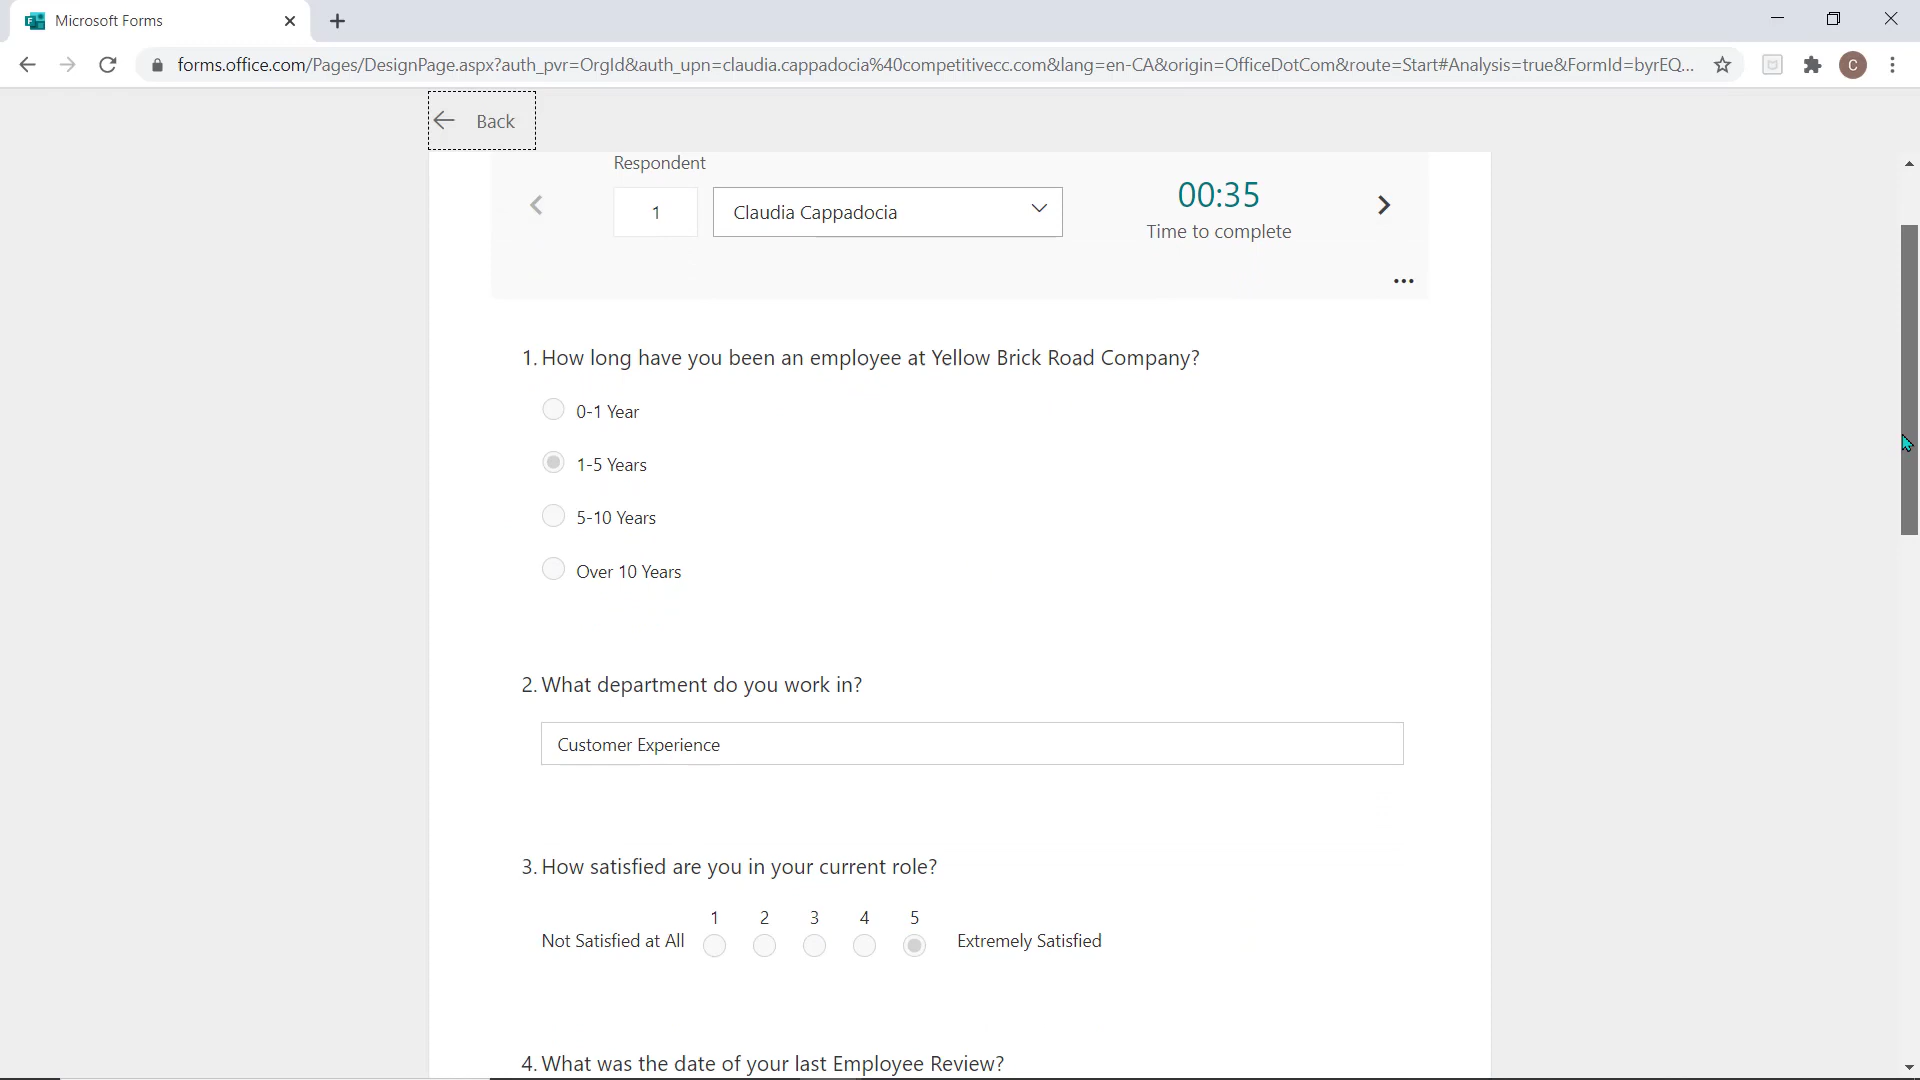 Microsoft Forms
forms.office.com/Pages/DesignPage.aspx?auth_pvr=OrgId&auth_upn=claudia.cappadocia%40competitivecc.com&lang=en-CA&origin=OfficeDotCom&route=Start#Analysis=true&FormId=byrEQ...
C
Back
Respondent
1
Claudia Cappadocia
00:35
Time to complete
1. How long have you been an employee at Yellow Brick Road Company?
0-1 Year
1-5 Years
5-10 Years
Over 10 Years
2. What department do you work in?
Customer Experience
3. How satisfied are you in your current role?
1 2 3 4 5
Not Satisfied at All Extremely Satisfied
4. What was the date of your last Employee Review?